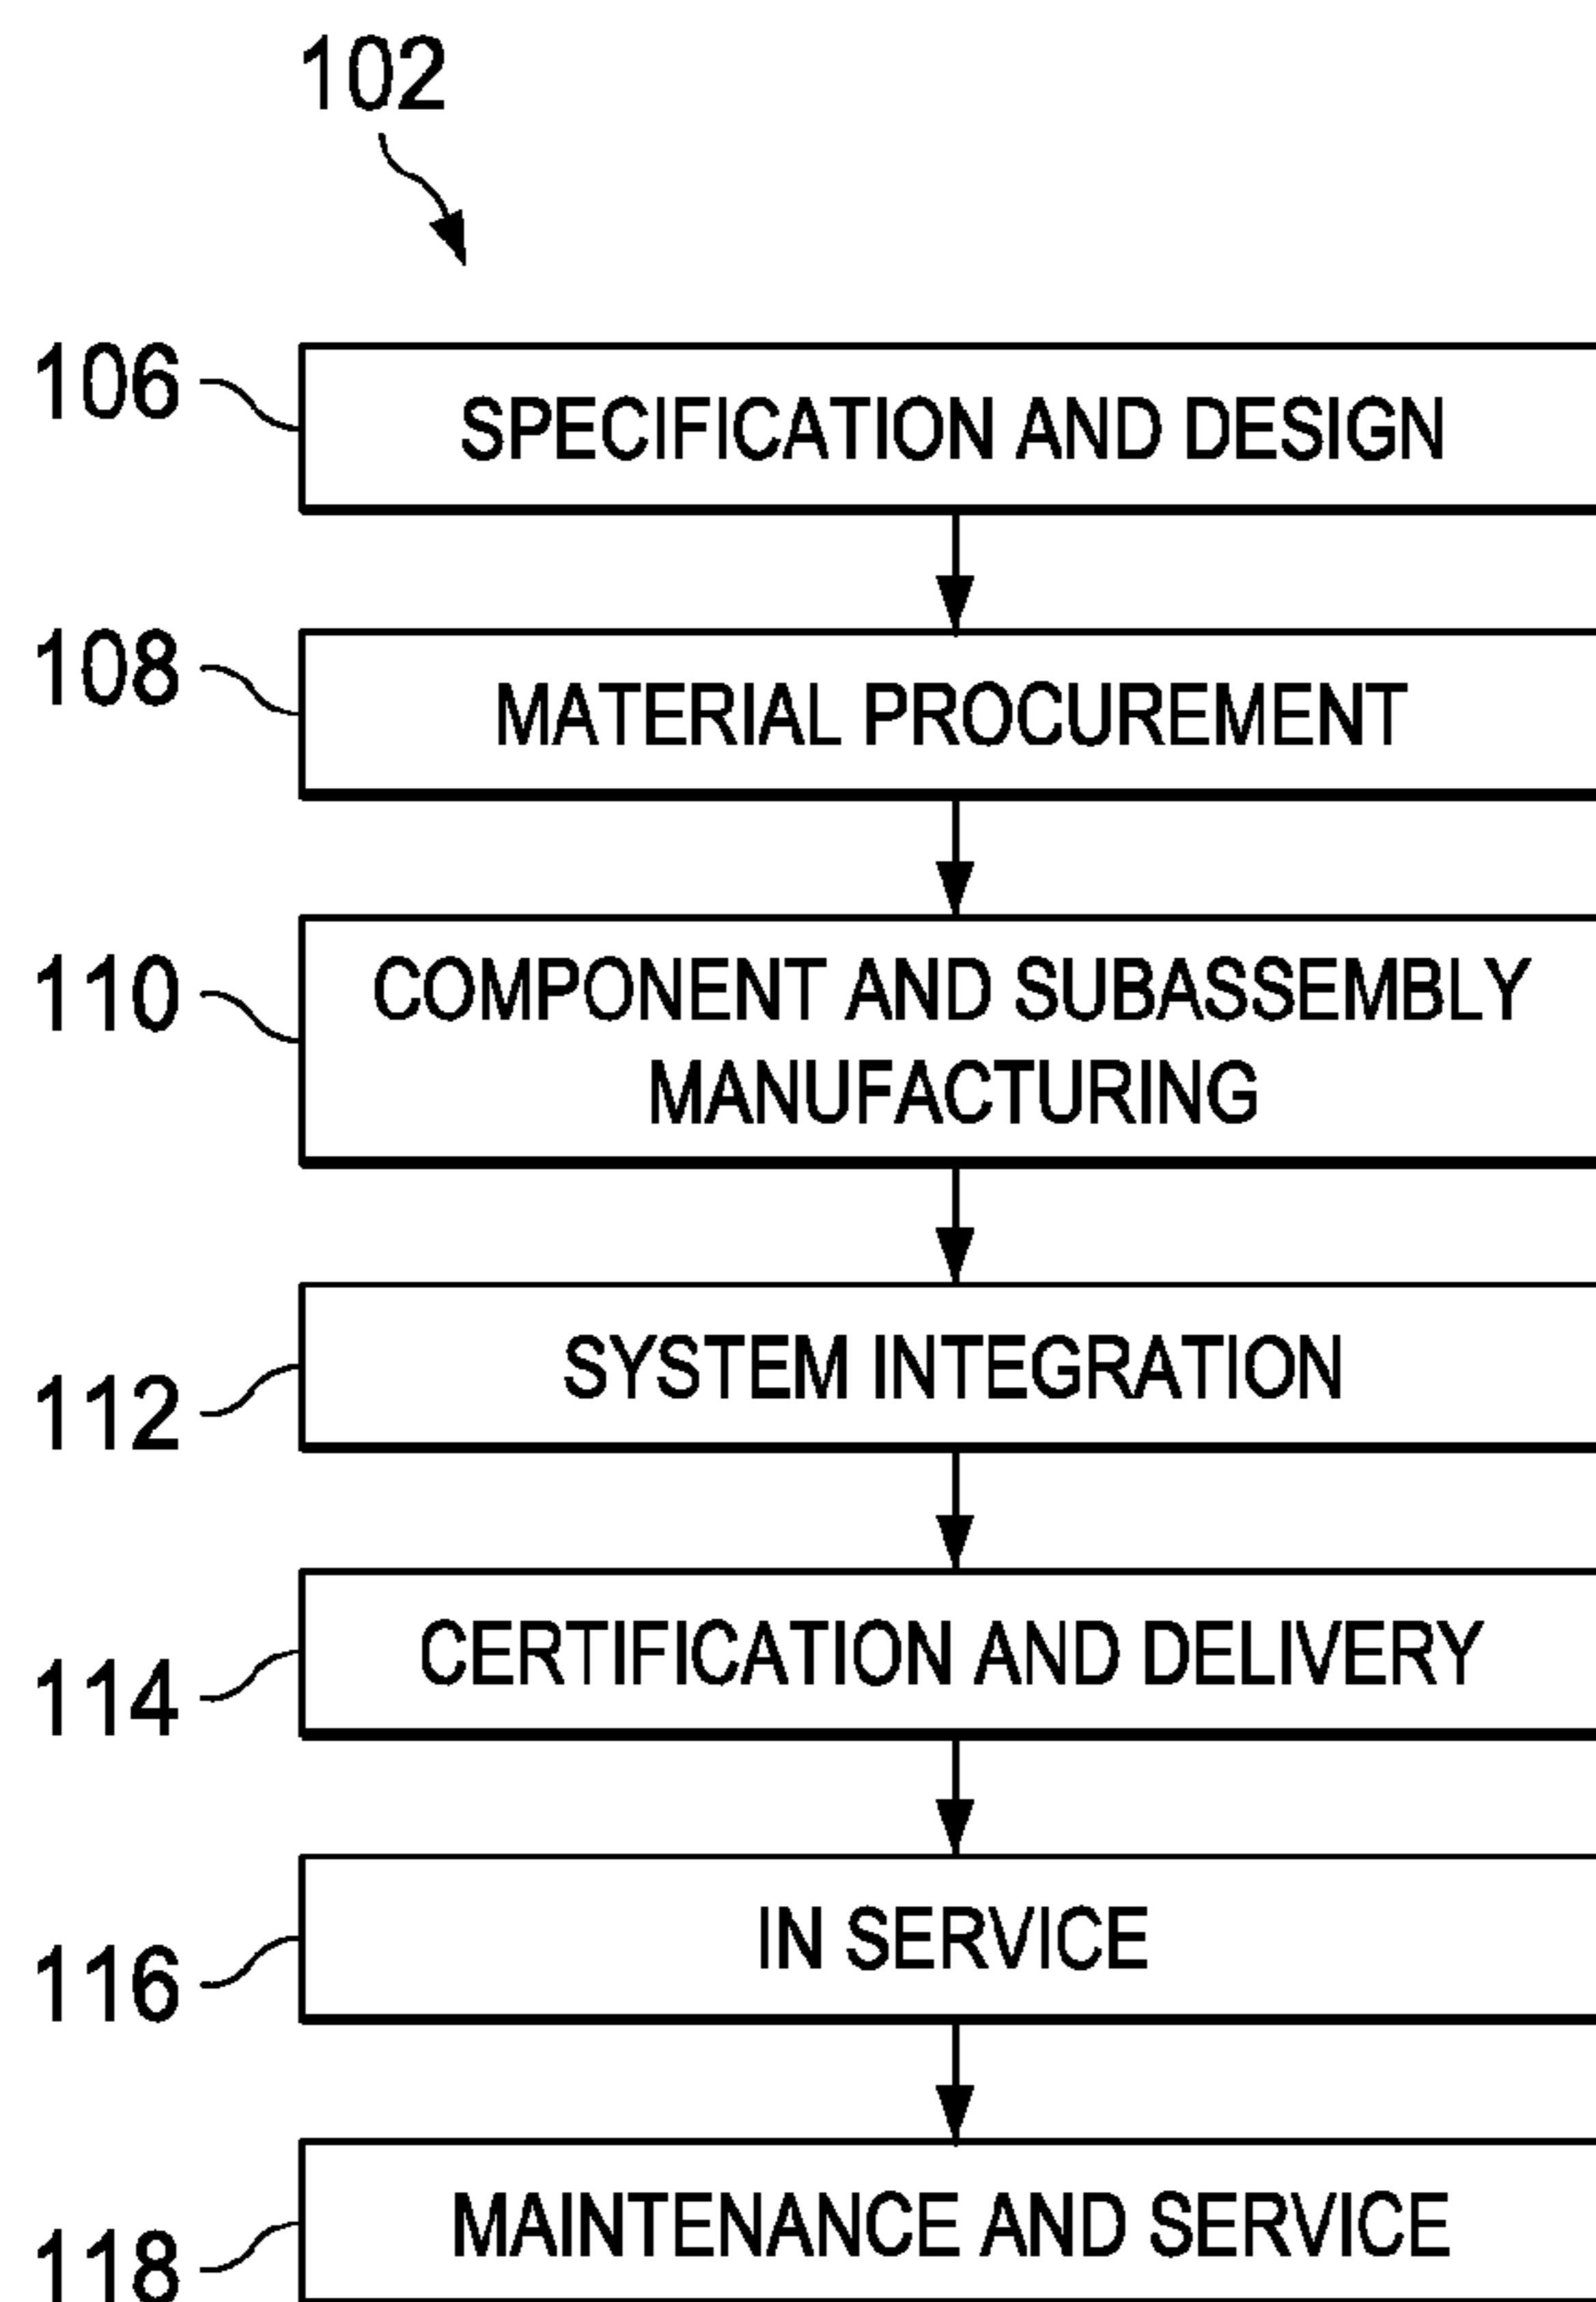 102
106
SPECIFICATION AND DESIGN
108
MATERIAL PROCUREMENT
110
COMPONENT AND SUBASSEMBLY
MANUFACTURING
SYSTEM INTEGRATION
112
CERTIFICATION AND DELIVERY
114
IN SERVICE
116
MAINTENANCE AND SERVICE
118